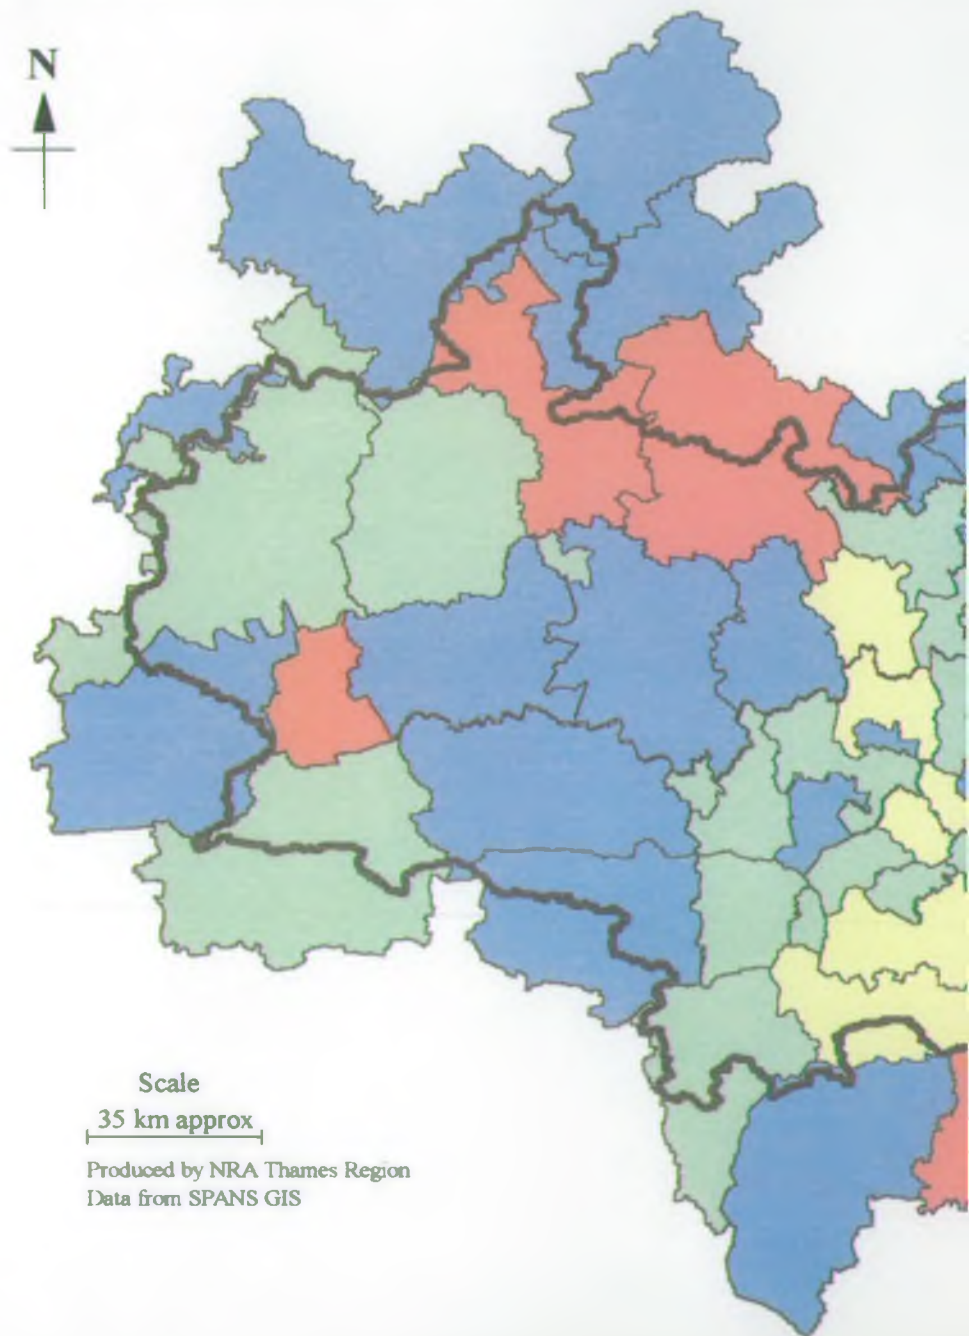 N
Scale
35 km approx
Produced by NRA Thames Region
Data from SPANS GIS